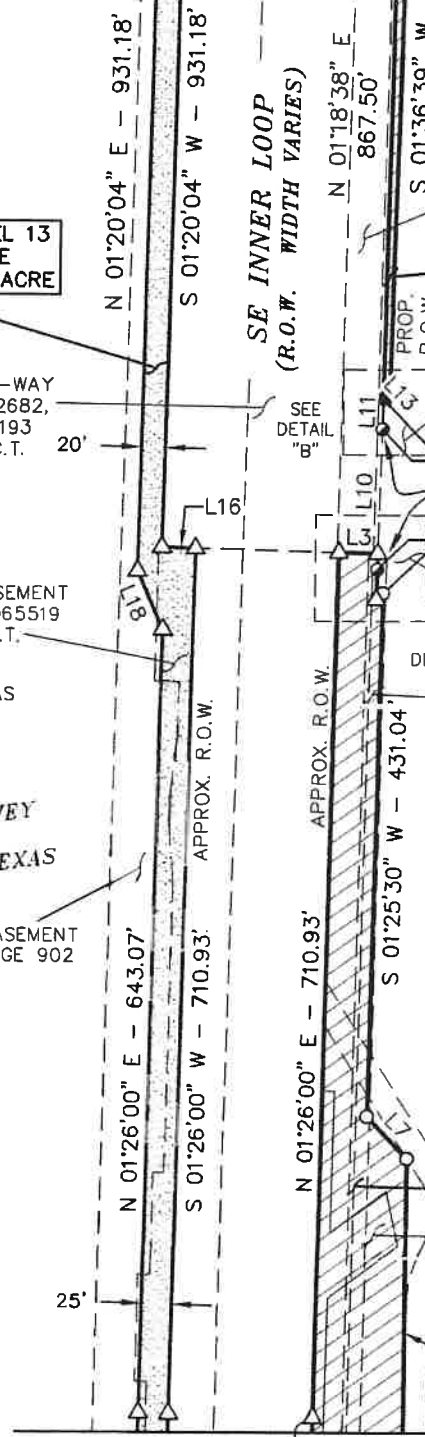 N 01°20'04" E – 931.18'
S 01°20'04" W – 931.18'
SE INNER LOOP
(R.O.W. WIDTH VARIES)
N 01°18'38" E
867.50'
S 01°36'39" W
L 13
E
ACRE
PROP.
R.O.W.
–WAY
2682,
193
C.T.
20'
SEE
DETAIL
"B"
L11
L13
L10
L16
L3
L18
SEMENT
065519
.T.
AS
APPROX. R.O.W.
APPROX. R.O.W.
S 01°25'30" W – 431.04'
VEY
EXAS
ASEMENT
GE 902
N 01°26'00" E – 643.07'
S 01°26'00" W – 710.93'
N 01°26'00" E – 710.93'
L7
25'